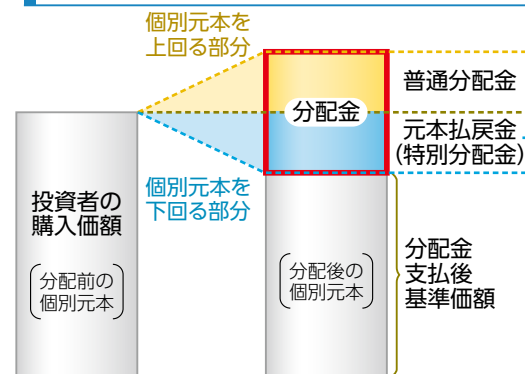 個別元本を
上回る部分
普通分配金
分配金
元本払戻金
(特別分配金)
個別元本を
下回る部分
投資者の
購入価額
分配前の
個別元本
分配後の
個別元本
分配金
支払後
基準価額